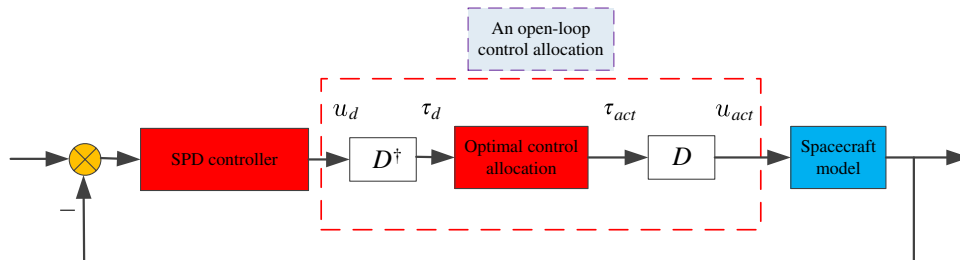 An open-loop
control allocation
u_d
τ_d
τ_act
u_act
SPD controller
D†
Optimal control
allocation
D
Spacecraft
model
−